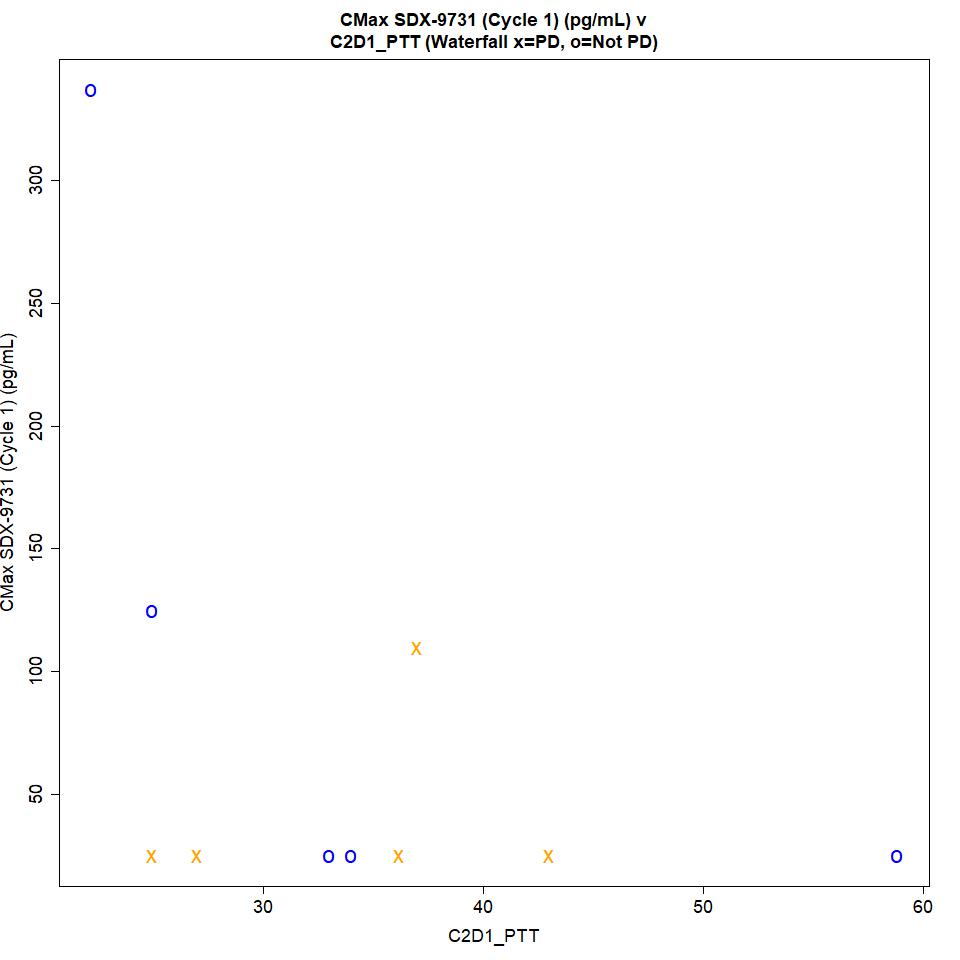 CMax SDX-9731 (Cycle 1) (pg/mL) v
C2D1_PTT (Waterfall x=PD, o=Not PD)
CMax SDX-9731 (Cycle 1) (pg/mL)
300
250
200
150
100
50
O
O
X
X
X
O
O
X
X
O
30
40
50
60
C2D1_PTT